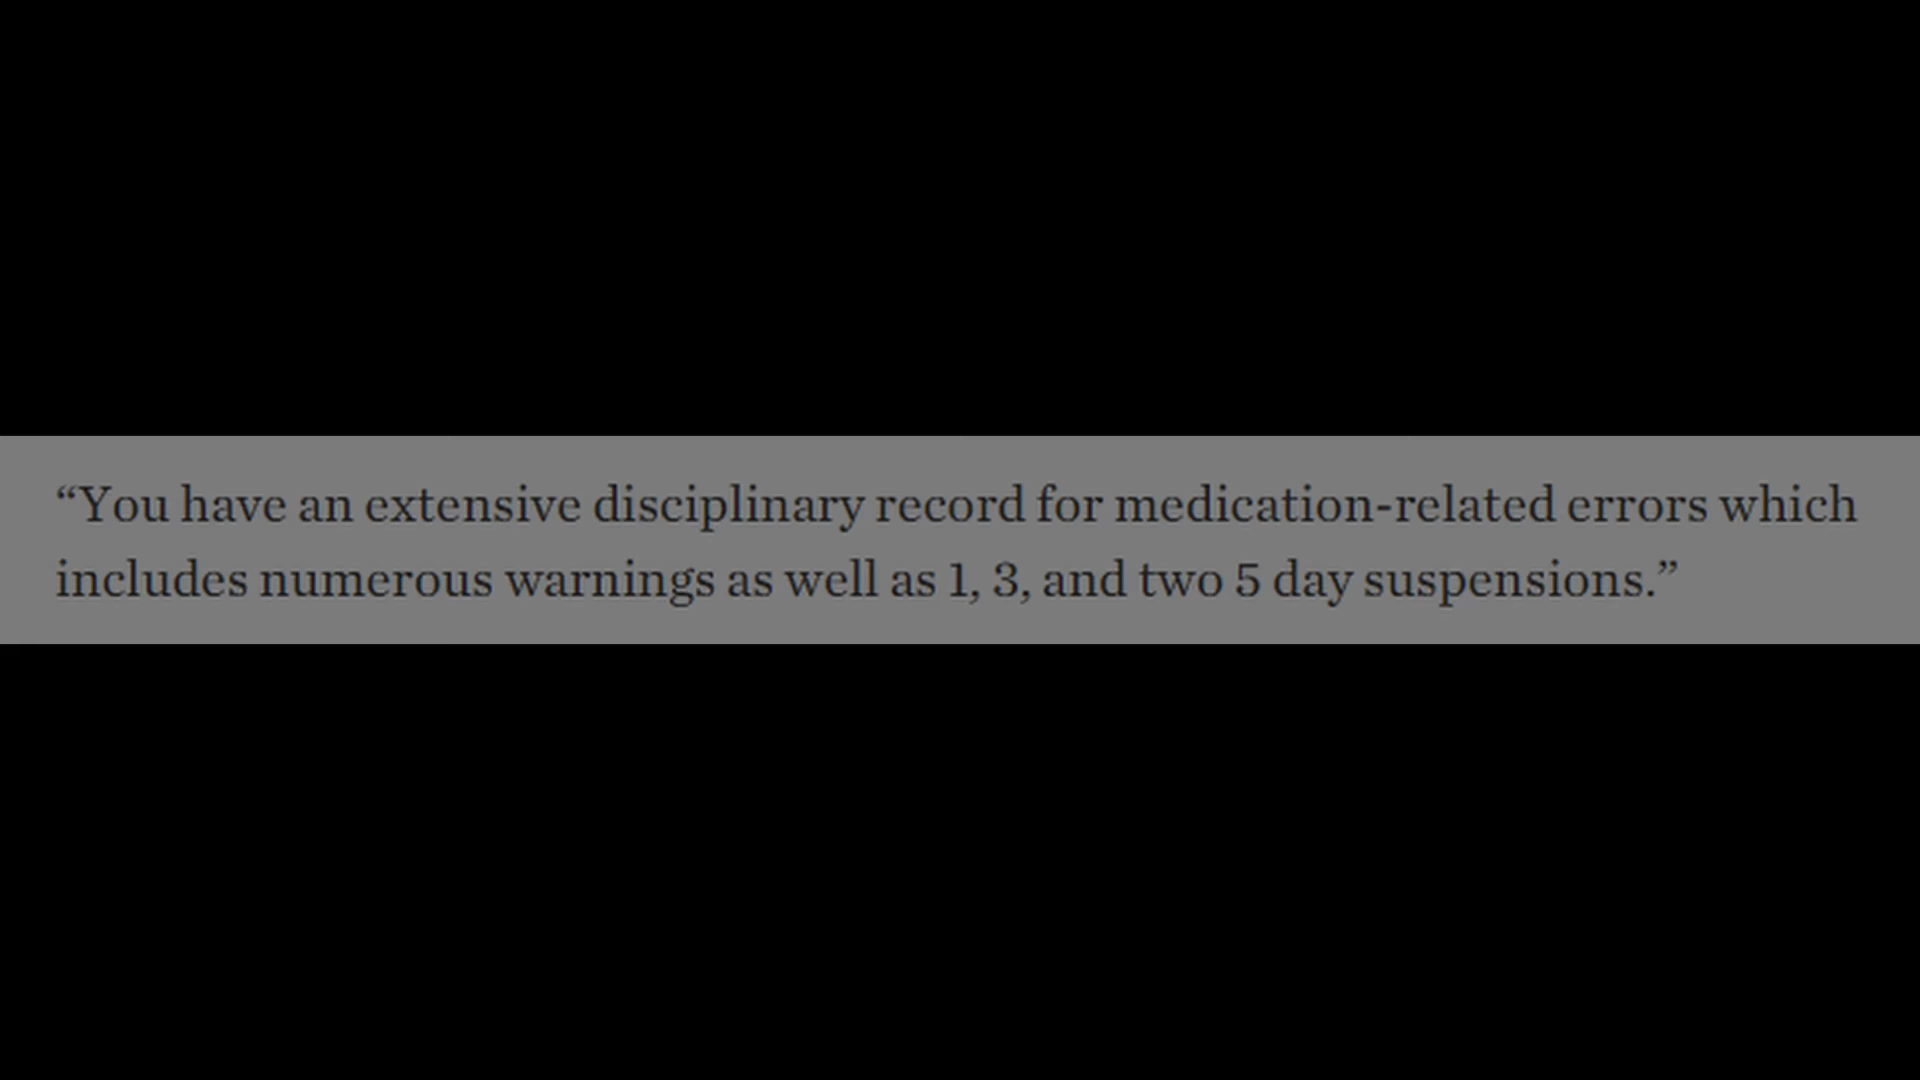 “You have an extensive disciplinary record for medication-related errors which
includes numerous warnings as well as 1, 3, and two 5 day suspensions.”